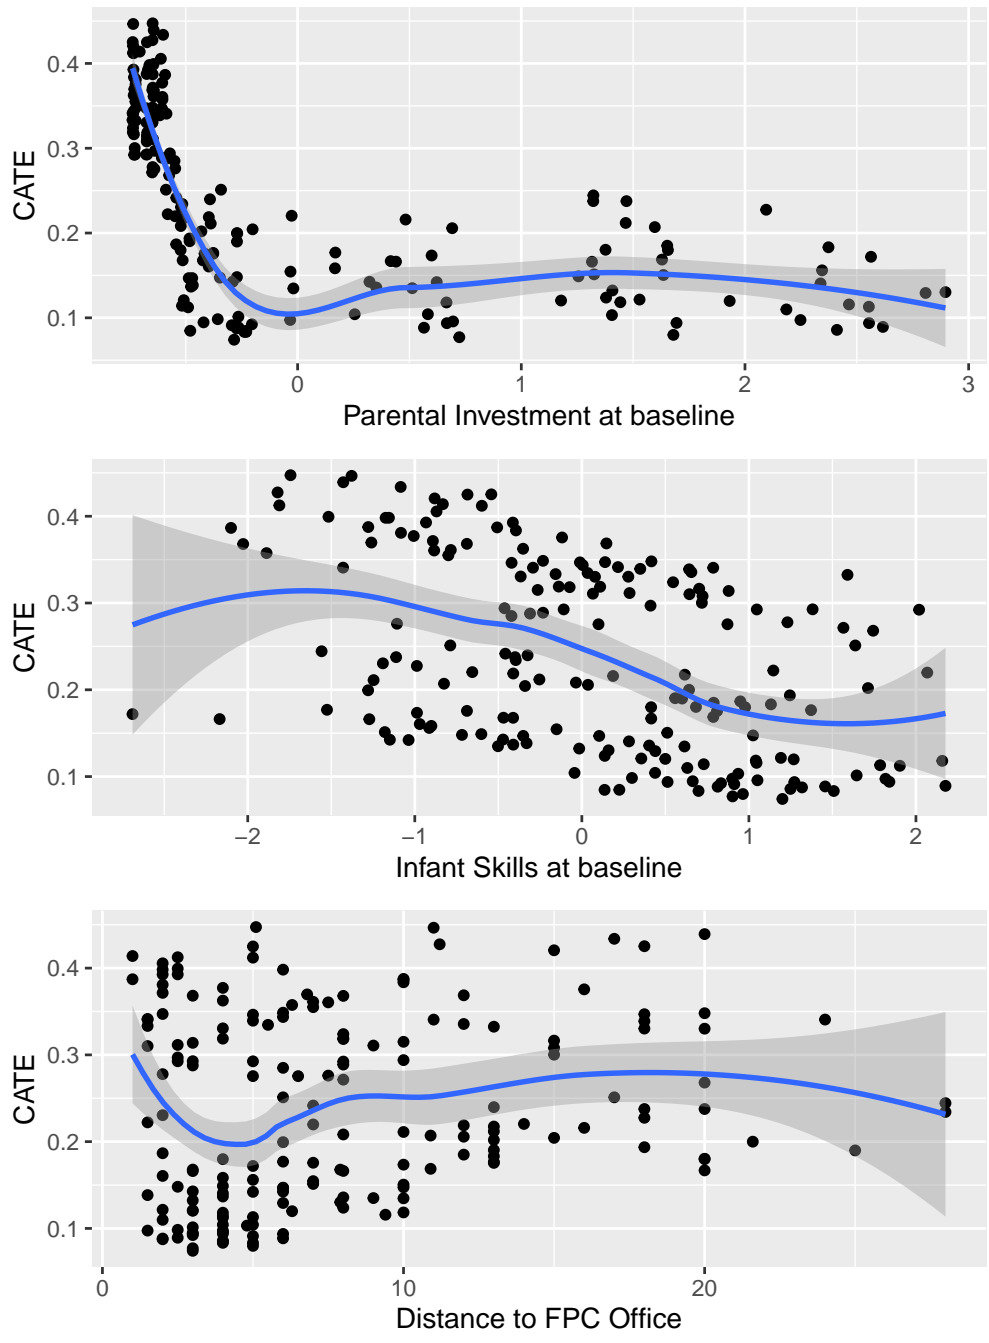 0.4
0.3
0.2
0.1
CATE
0 1 2 3
Parental Investment at baseline
0.4
0.3
0.2
0.1
CATE
−2 −1 0 1 2
Infant Skills at baseline
0.4
0.3
0.2
0.1
CATE
0 10 20
Distance to FPC Office